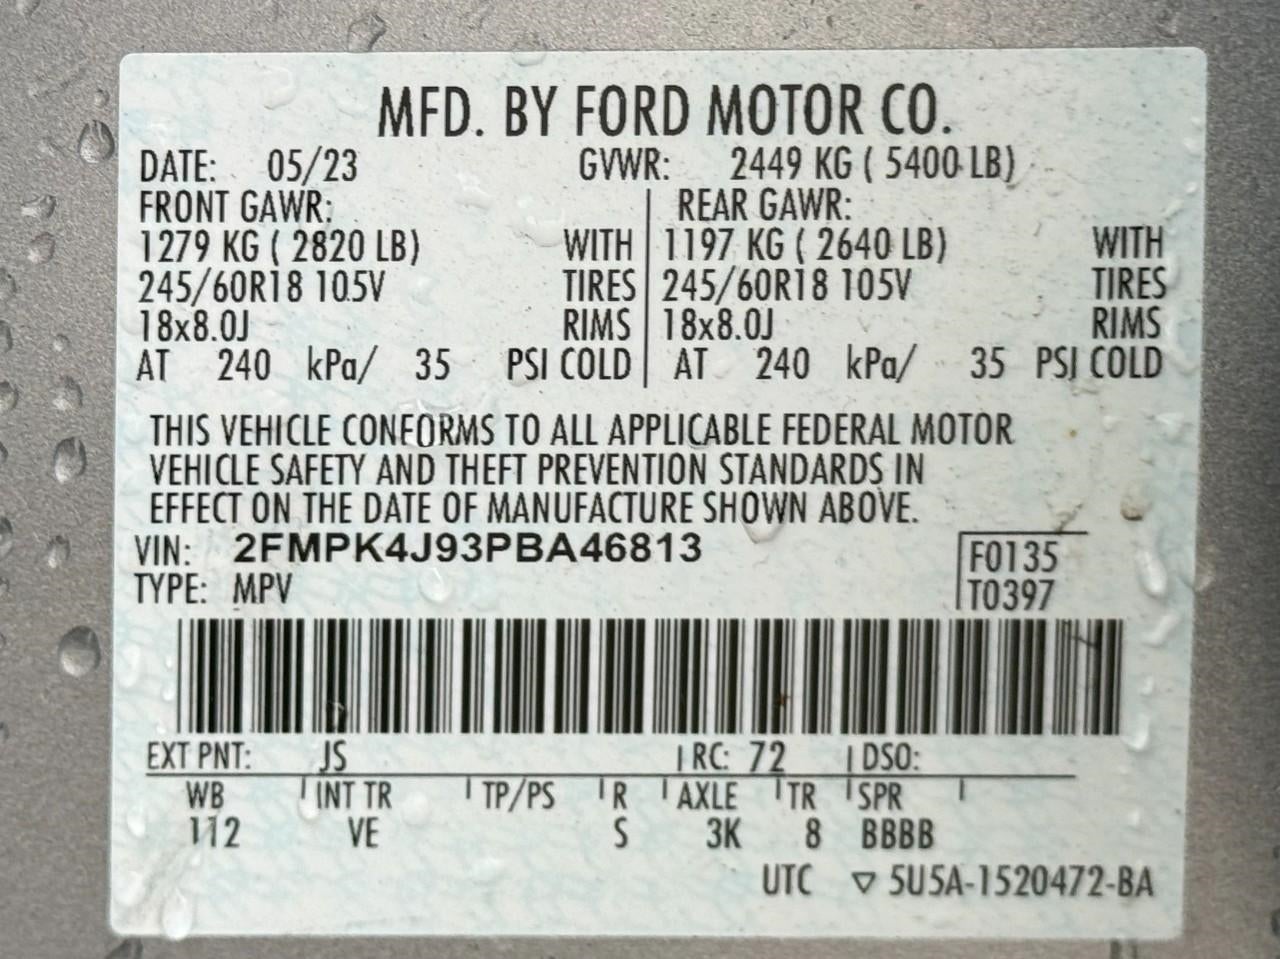 MFD. BY FORD MOTOR CO.
DATE: 05/23 GVWR: 2449 KG ( 5400 LB)
FRONT GAWR: REAR GAWR:
1279 KG ( 2820 LB) WITH 1197 KG ( 2640 LB) WITH
245/60R18 105V TIRES 245/60R18 105V TIRES
18x8.0J RIMS 18x8.0J RIMS
AT 240 kPa/ 35 PSI COLD AT 240 kPa/ 35 PSI COLD
THIS VEHICLE CONFORMS TO ALL APPLICABLE FEDERAL MOTOR
VEHICLE SAFETY AND THEFT PREVENTION STANDARDS IN
EFFECT ON THE DATE OF MANUFACTURE SHOWN ABOVE.
VIN: 2FMPK4J93PBA46813 F0135
TYPE: MPV T0397
EXT PNT: JS RC: 72 DSO:
WB INT TR TP/PS R AXLE TR SPR
112 VE S 3K 8 BBBB
UTC ▽ 5U5A-1520472-BA